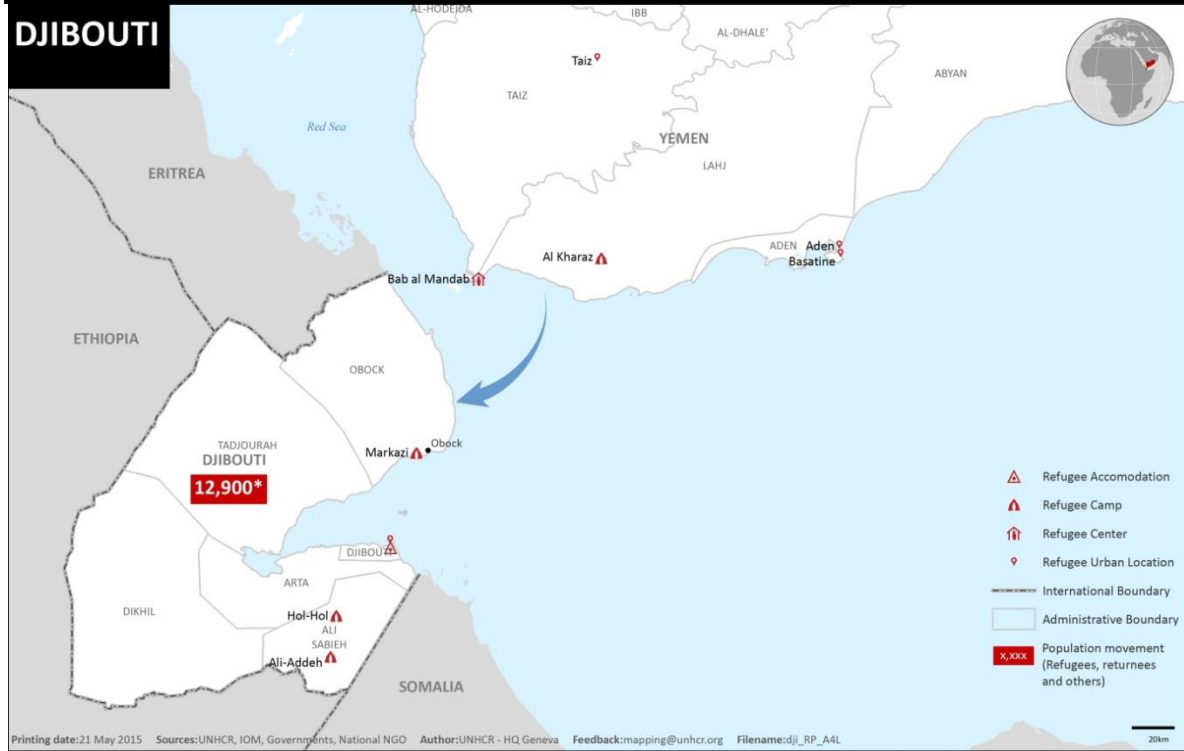 DJIBOUTI
AL-HODEIDA
IBB
AL-DHALE'
Taiz
ABYAN
TAIZ
Red Sea
YEMEN
LAHJ
ERITREA
ADEN
Aden
Basatine
Al Kharaz
Bab al Mandab
ETHIOPIA
OBOCK
TADJOURAH
DJIBOUTI
12,900*
Markazi
Obock
DJIBOUTI
ARTA
DIKHIL
Hol-Hol
ALI
SABIEH
Ali-Addeh
SOMALIA
Refugee Accomodation
Refugee Camp
Refugee Center
Refugee Urban Location
International Boundary
Administrative Boundary
x,xxx
Population movement
(Refugees, returnees
and others)
20km
Printing date:21 May 2015 Sources:UNHCR, IOM, Governments, National NGO Author:UNHCR - HQ Geneva Feedback:mapping@unhcr.org Filename:dji_RP_A4L